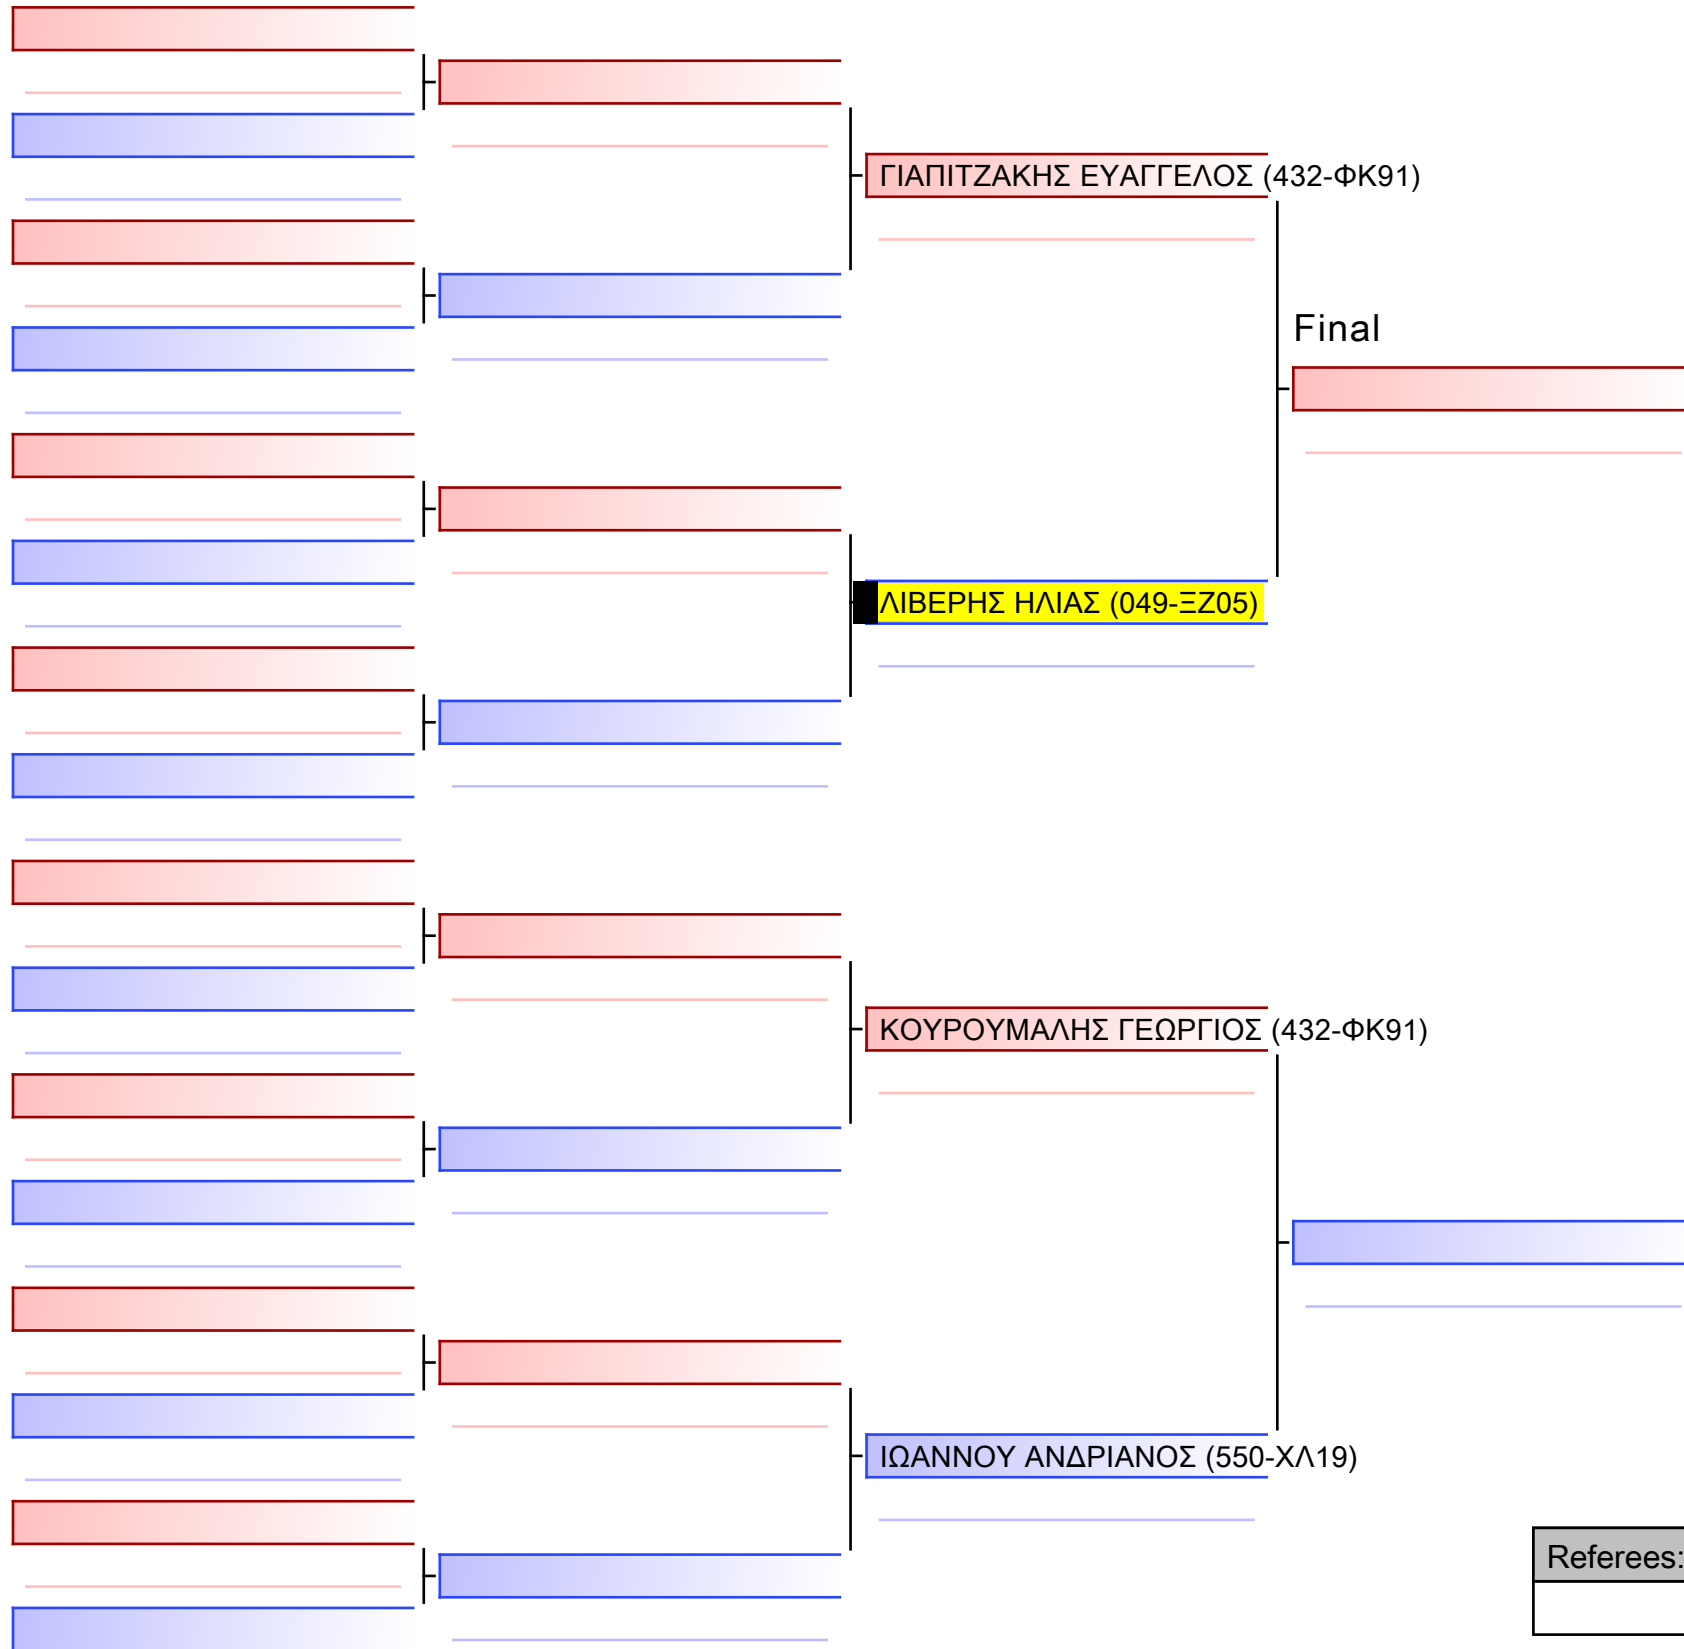 ΓΙΑΠΙΤΖΑΚΗΣ ΕΥΑΓΓΕΛΟΣ (432-ΦΚ91)
Final
ΛΙΒΕΡΗΣ ΗΛΙΑΣ (049-ΞΖ05)
ΚΟΥΡΟΥΜΑΛΗΣ ΓΕΩΡΓΙΟΣ (432-ΦΚ91)
ΙΩΑΝΝΟΥ ΑΝΔΡΙΑΝΟΣ (550-ΧΛ19)
Referees: